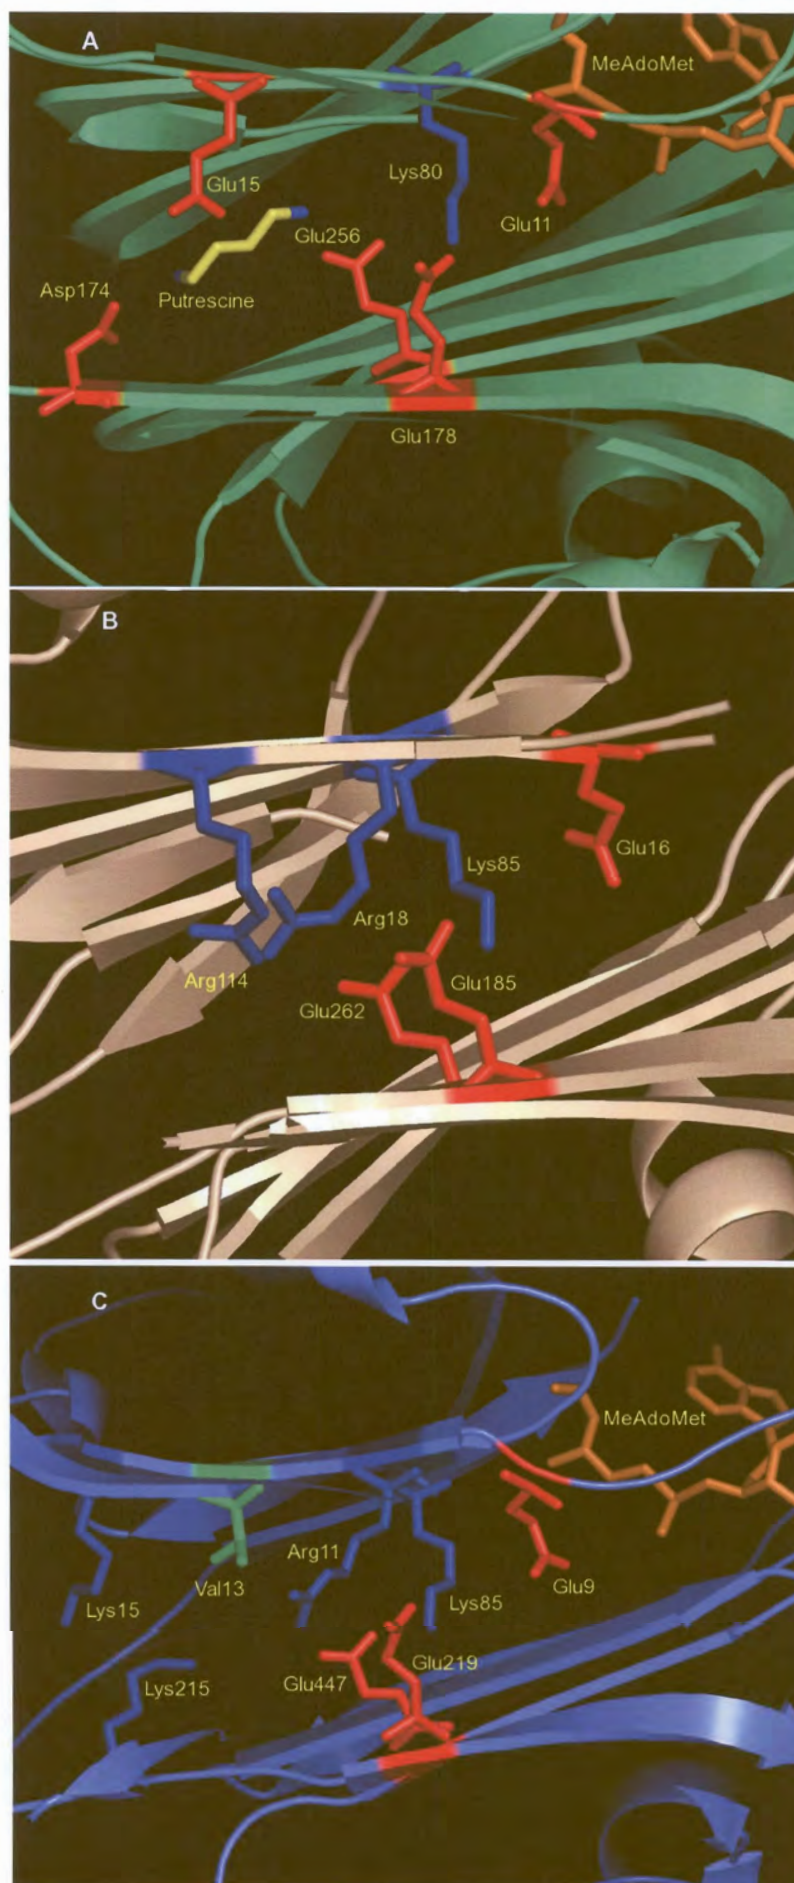 A
MeAdoMet
Glu15
Lys80
Glu11
Glu256
Asp174
Putrescine
Glu178
B
Glu16
Lys85
Arg18
Arg114
Glu185
Glu262
C
MeAdoMet
Arg11
Glu9
Val13
Lys15
Lys85
Glu219
Glu447
Lys215